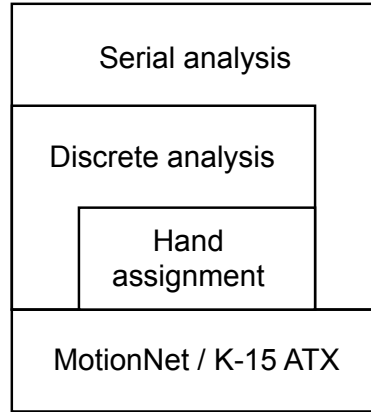 Serial analysis
Discrete analysis
Hand
assignment
MotionNet / K-15 ATX